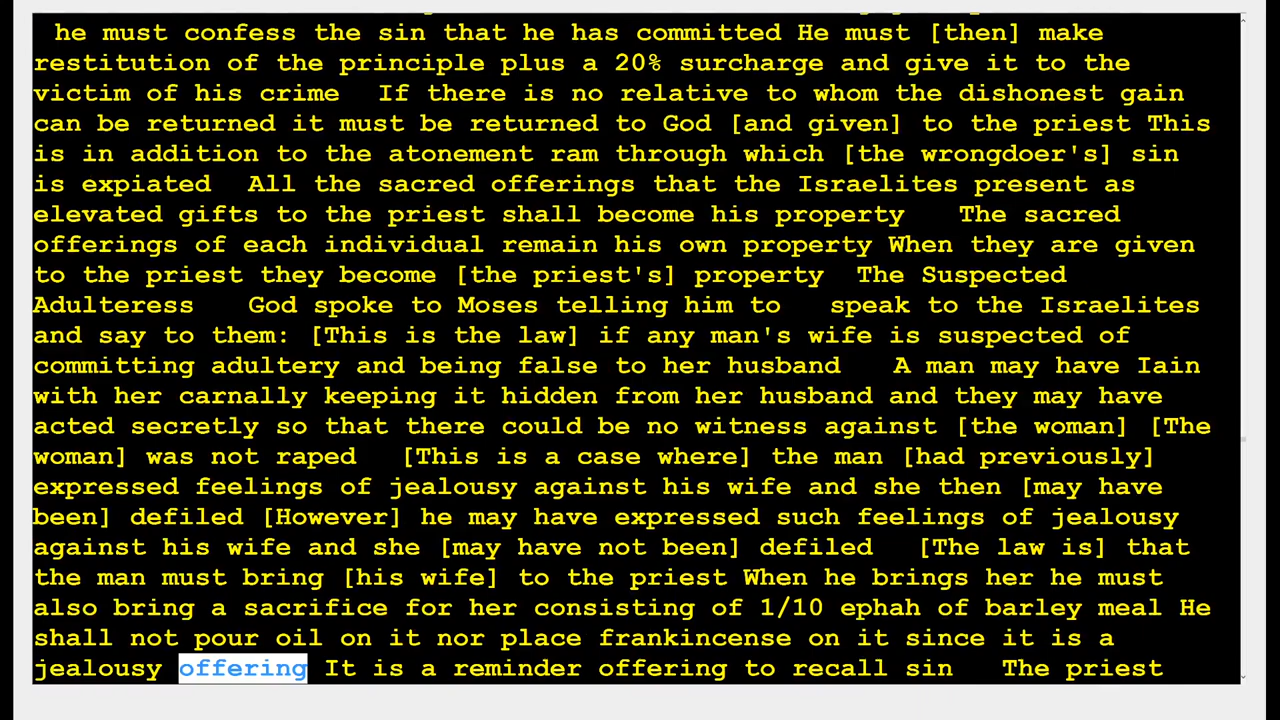 he must confess the sin that he has committed He must [then] make
restitution of the principle plus a 20% surcharge and give it to the
victim of his crime If there is no relative to whom the dishonest gain
can be returned it must be returned to God [and given] to the priest This
is in addition to the atonement ram through which [the wrongdoer's] sin
is expiated All the sacred offerings that the Israelites present as
elevated gifts to the priest shall become his property The sacred
offerings of each individual remain his own property When they are given
to the priest they become [the priest's] property The Suspected
Adulteress God spoke to Moses telling him to speak to the Israelites
and say to them: [This is the law] if any man's wife is suspected of
committing adultery and being false to her husband A man may have Iain
with her carnally keeping it hidden from her husband and they may have
acted secretly so that there could be no witness against [the woman] [The
woman] was not raped [This is a case where] the man [had previously]
expressed feelings of jealousy against his wife and she then [may have
been] defiled [However] he may have expressed such feelings of jealousy
against his wife and she [may have not been] defiled [The law is] that
the man must bring [his wife] to the priest When he brings her he must
also bring a sacrifice for her consisting of 1/10 ephah of barley meal He
shall not pour oil on it nor place frankincense on it since it is a
jealousy offering It is a reminder offering to recall sin The priest